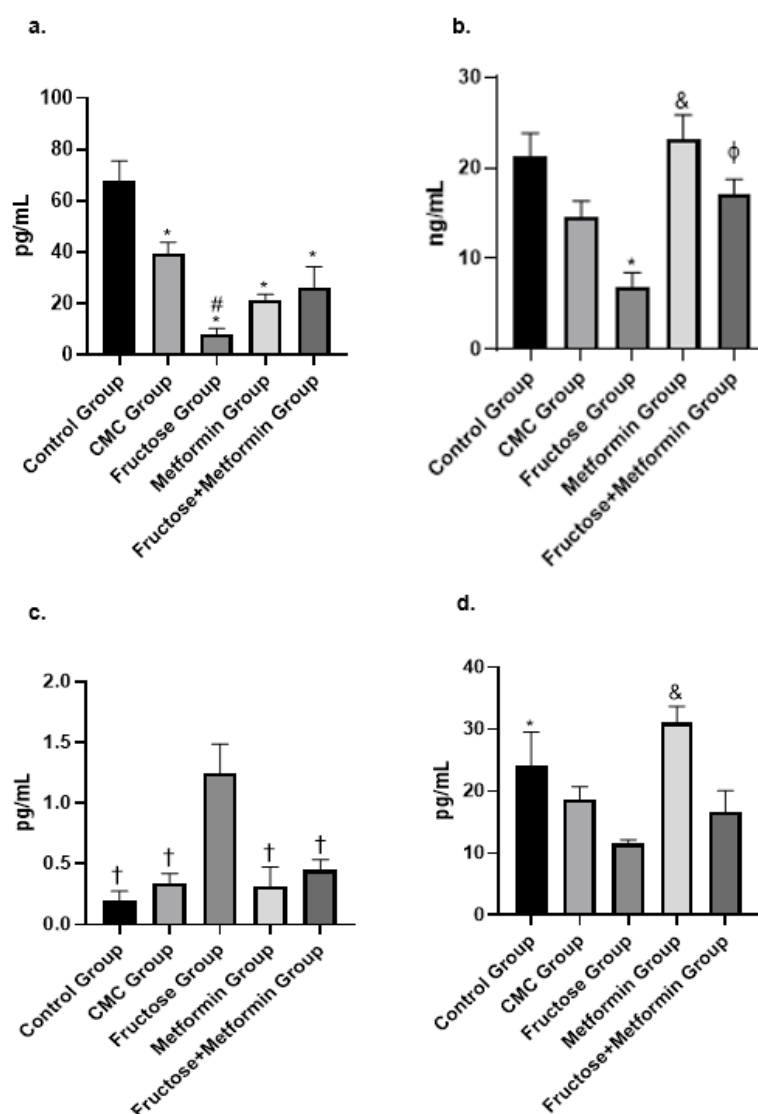 a.
100
80
60
40
20
0
pg/mL
*
#
*
*
*
Control Group
CMC Group
Fructose Group
Metformin Group
Fructose+Metformin Group
b.
30
20
10
0
ng/mL
*
&
ϕ
Control Group
CMC Group
Fructose Group
Metformin Group
Fructose+Metformin Group
c.
2.0
1.5
1.0
0.5
0.0
pg/mL
†
†
†
†
Control Group
CMC Group
Fructose Group
Metformin Group
Fructose+Metformin Group
d.
40
30
20
10
0
pg/mL
*
&
Control Group
CMC Group
Fructose Group
Metformin Group
Fructose+Metformin Group